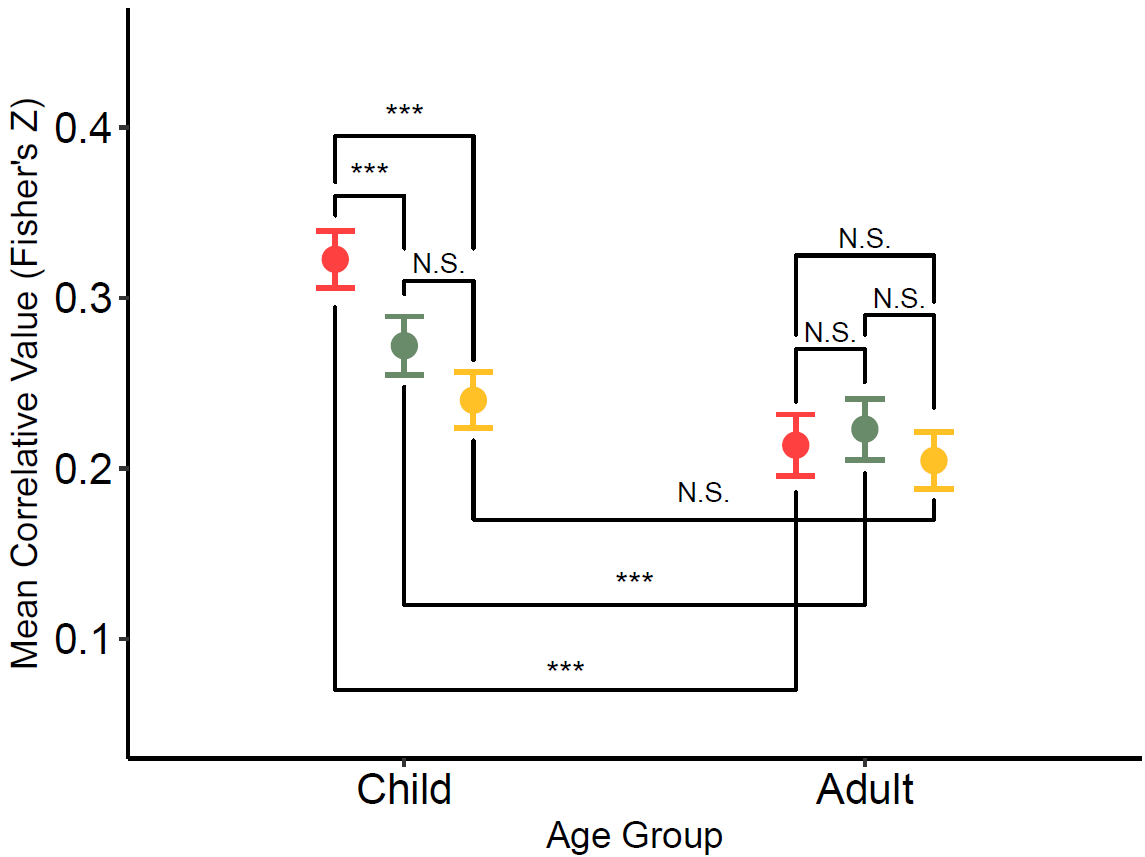 Mean Correlative Value (Fisher's Z)
0.4
0.3
0.2
0.1
***
***
N.S.
N.S.
N.S.
N.S.
N.S.
***
***
Child
Adult
Age Group